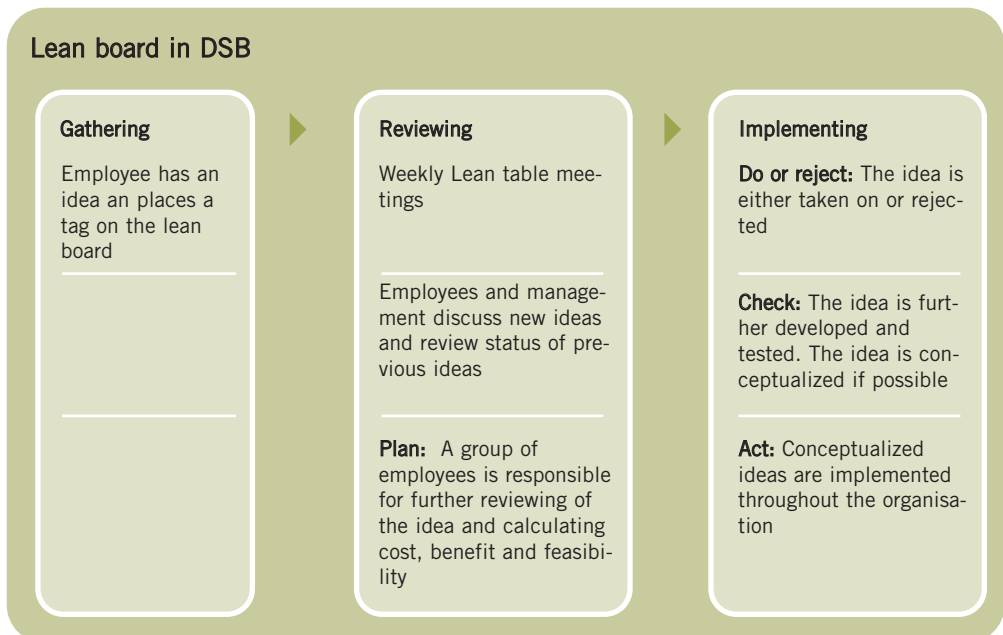 Lean board in DSB
Gathering
Employee has an
idea an places a
tag on the lean
board
Reviewing
Weekly Lean table mee-
tings
Employees and manage-
ment discuss new ideas
and review status of pre-
vious ideas
Plan: A group of
employees is responsible
for further reviewing of
the idea and calculating
cost, benefit and feasibi-
lity
Implementing
Do or reject: The idea is
either taken on or rejec-
ted
Check: The idea is furt-
her developed and
tested. The idea is con-
ceptualized if possible
Act: Conceptualized
ideas are implemented
throughout the organisa-
tion